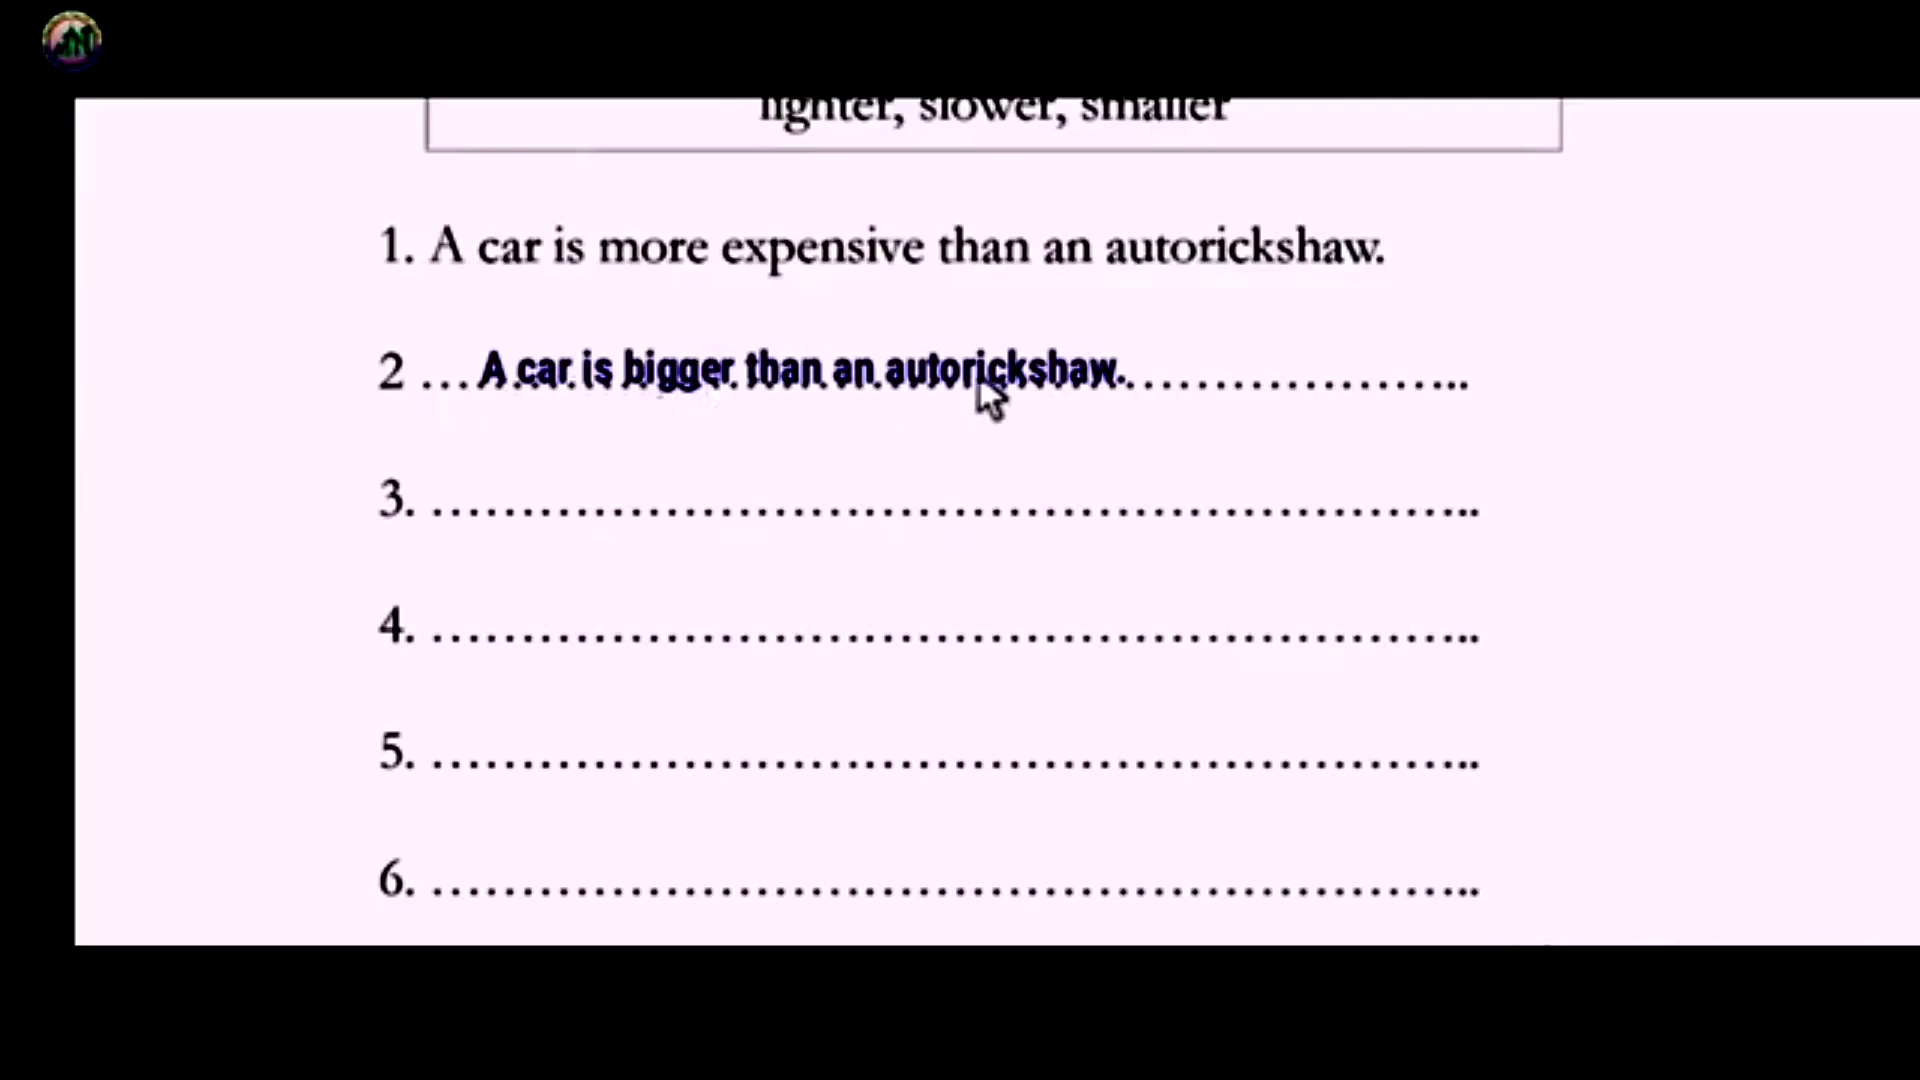 lighter, slower, smaller
1. A car is more expensive than an autorickshaw.
2 ... A car is bigger than an autorickshaw. ........................
3. ................................................................
4. ................................................................
5. ................................................................
6. ................................................................